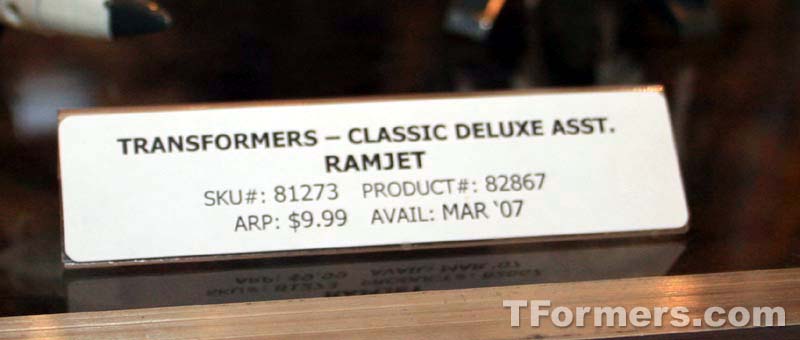 TRANSFORMERS – CLASSIC DELUXE ASST.
RAMJET
SKU#: 81273 PRODUCT#: 82867
ARP: $9.99 AVAIL: MAR ‘07
TFormers.com